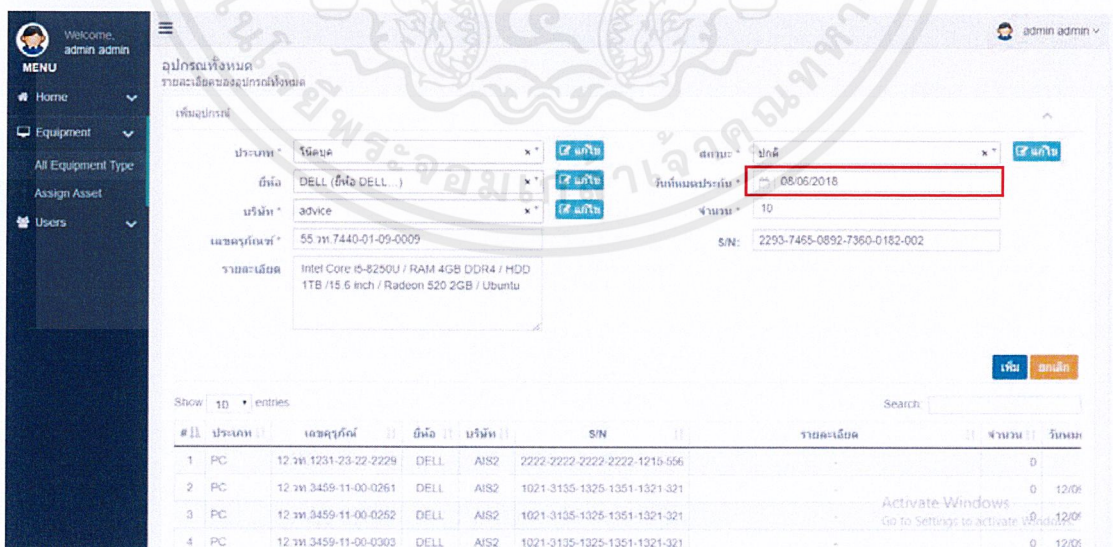 Welcome,
admin admin
MENU
Home
Equipment
All Equipment Type
Assign Asset
Users
admin admin
อุปกรณ์ทั้งหมด
รายละเอียดของอุปกรณ์ทั้งหมด
เพิ่มอุปกรณ์
ประเภท * โน๊ตบุค x แก้ไข สถานะ * ปกติ x แก้ไข
ยี่ห้อ DELL (ยี่ห้อ DELL...) x แก้ไข วันที่หมดประกัน * 08/06/2018
บริษัท * advice x แก้ไข จำนวน * 10
เลขครุภัณฑ์ * 55 วท.7440-01-09-0009 S/N: 2293-7465-0892-7360-0182-002
รายละเอียด Intel Core i5-8250U / RAM 4GB DDR4 / HDD
1TB /15.6 inch / Radeon 520 2GB / Ubuntu
เพิ่ม ยกเลิก
Show 10 entries Search:
# ประเภท เลขครุภัณฑ์ ยี่ห้อ บริษัท S/N รายละเอียด จำนวน วันหมด
1 PC 12.วท.1231-23-22-2229 DELL AIS2 2222-2222-2222-2222-1215-556 - 0
2 PC 12.วท.3459-11-00-0261 DELL AIS2 1021-3135-1325-1351-1321-321 - 0 12/05
3 PC 12.วท.3459-11-00-0252 DELL AIS2 1021-3135-1325-1351-1321-321 - 0 12/05
4 PC 12.วท.3459-11-00-0303 DELL AIS2 1021-3135-1325-1351-1321-321 - 0 12/05
Activate Windows
Go to Settings to activate Windows.